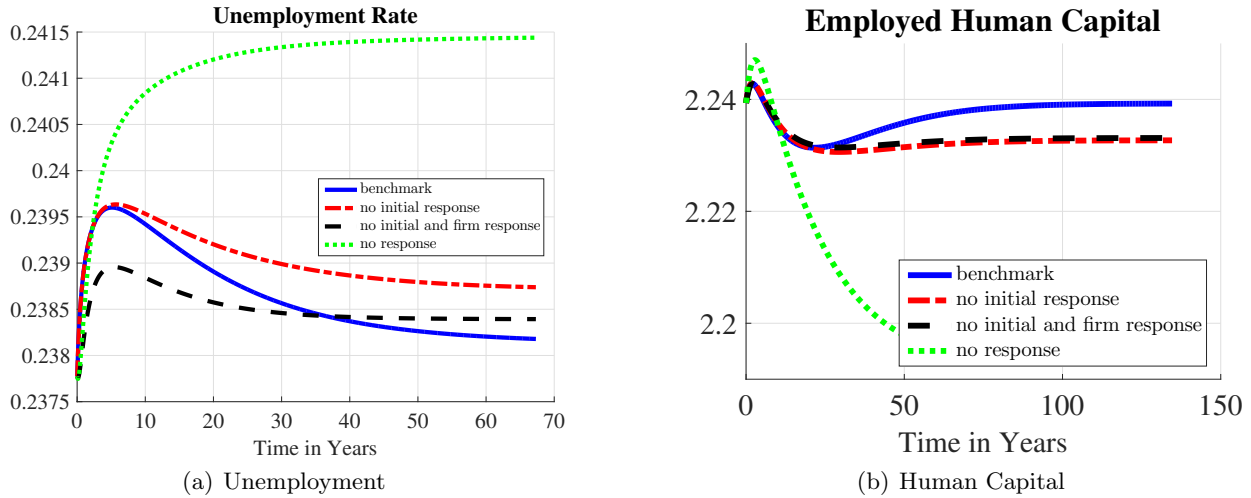 Unemployment Rate
0.2415
0.241
0.2405
0.24
0.2395
0.239
0.2385
0.238
0.2375
benchmark
no initial response
no initial and firm response
no response
0 10 20 30 40 50 60 70
Time in Years
(a) Unemployment
Employed Human Capital
2.24
2.22
2.2
benchmark
no initial response
no initial and firm response
no response
0 50 100 150
Time in Years
(b) Human Capital